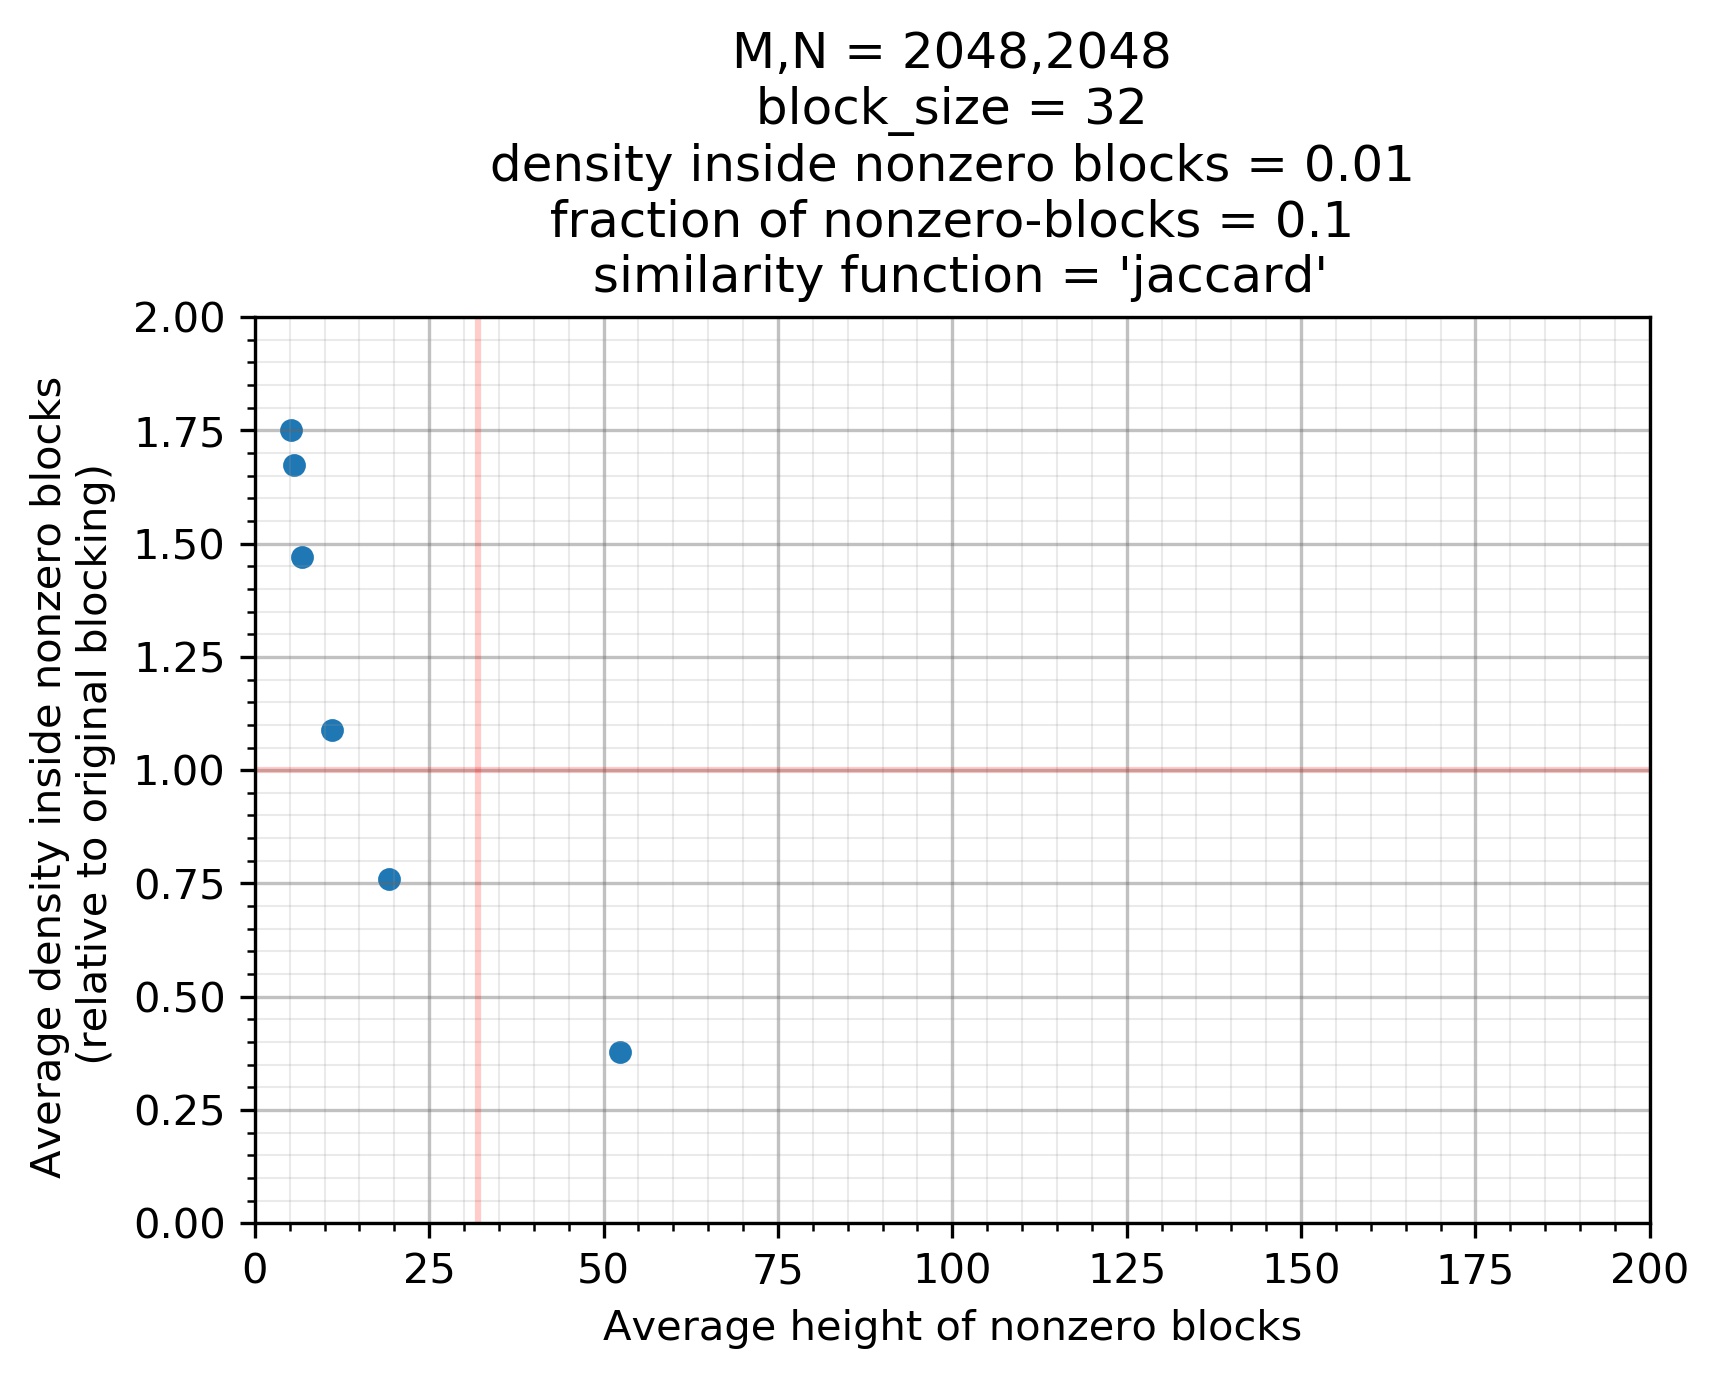 M,N = 2048,2048
block_size = 32
density inside nonzero blocks = 0.01
fraction of nonzero-blocks = 0.1
similarity function = 'jaccard'
Average density inside nonzero blocks
(relative to original blocking)
2.00
1.75
1.50
1.25
1.00
0.75
0.50
0.25
0.00
0 25 50 75 100 125 150 175 200
Average height of nonzero blocks